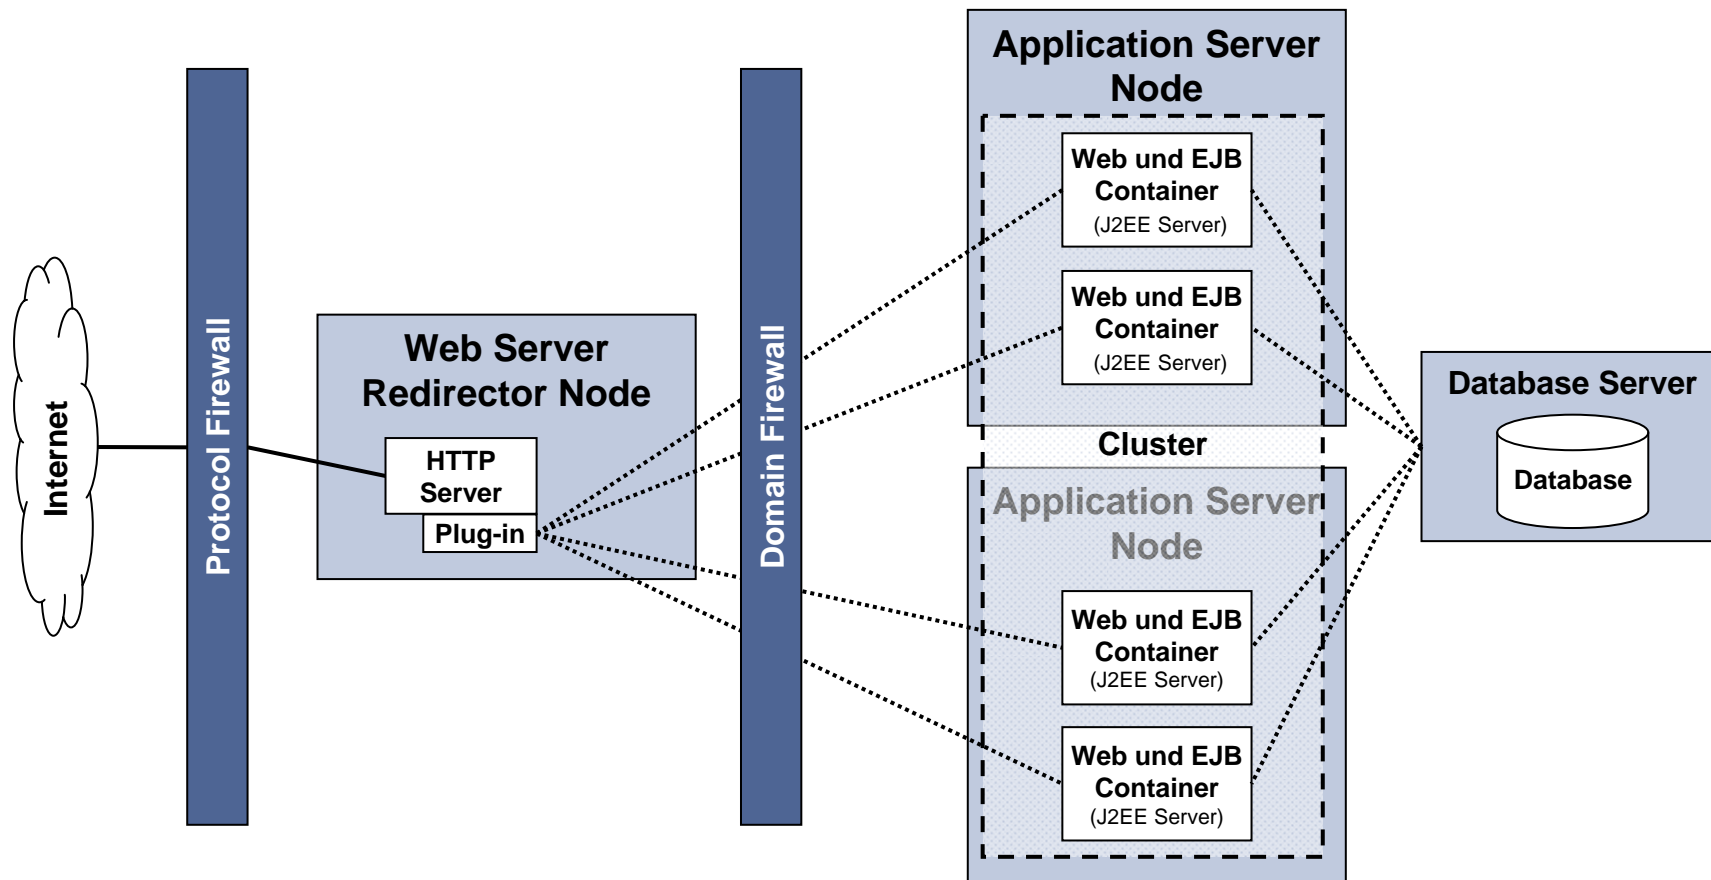 Internet
Protocol Firewall
Web Server
Redirector Node
HTTP
Server
Plug-in
Domain Firewall
Application Server
Node
Web und EJB
Container
(J2EE Server)
Web und EJB
Container
(J2EE Server)
Cluster
Application Server
Node
Web und EJB
Container
(J2EE Server)
Web und EJB
Container
(J2EE Server)
Database Server
Database